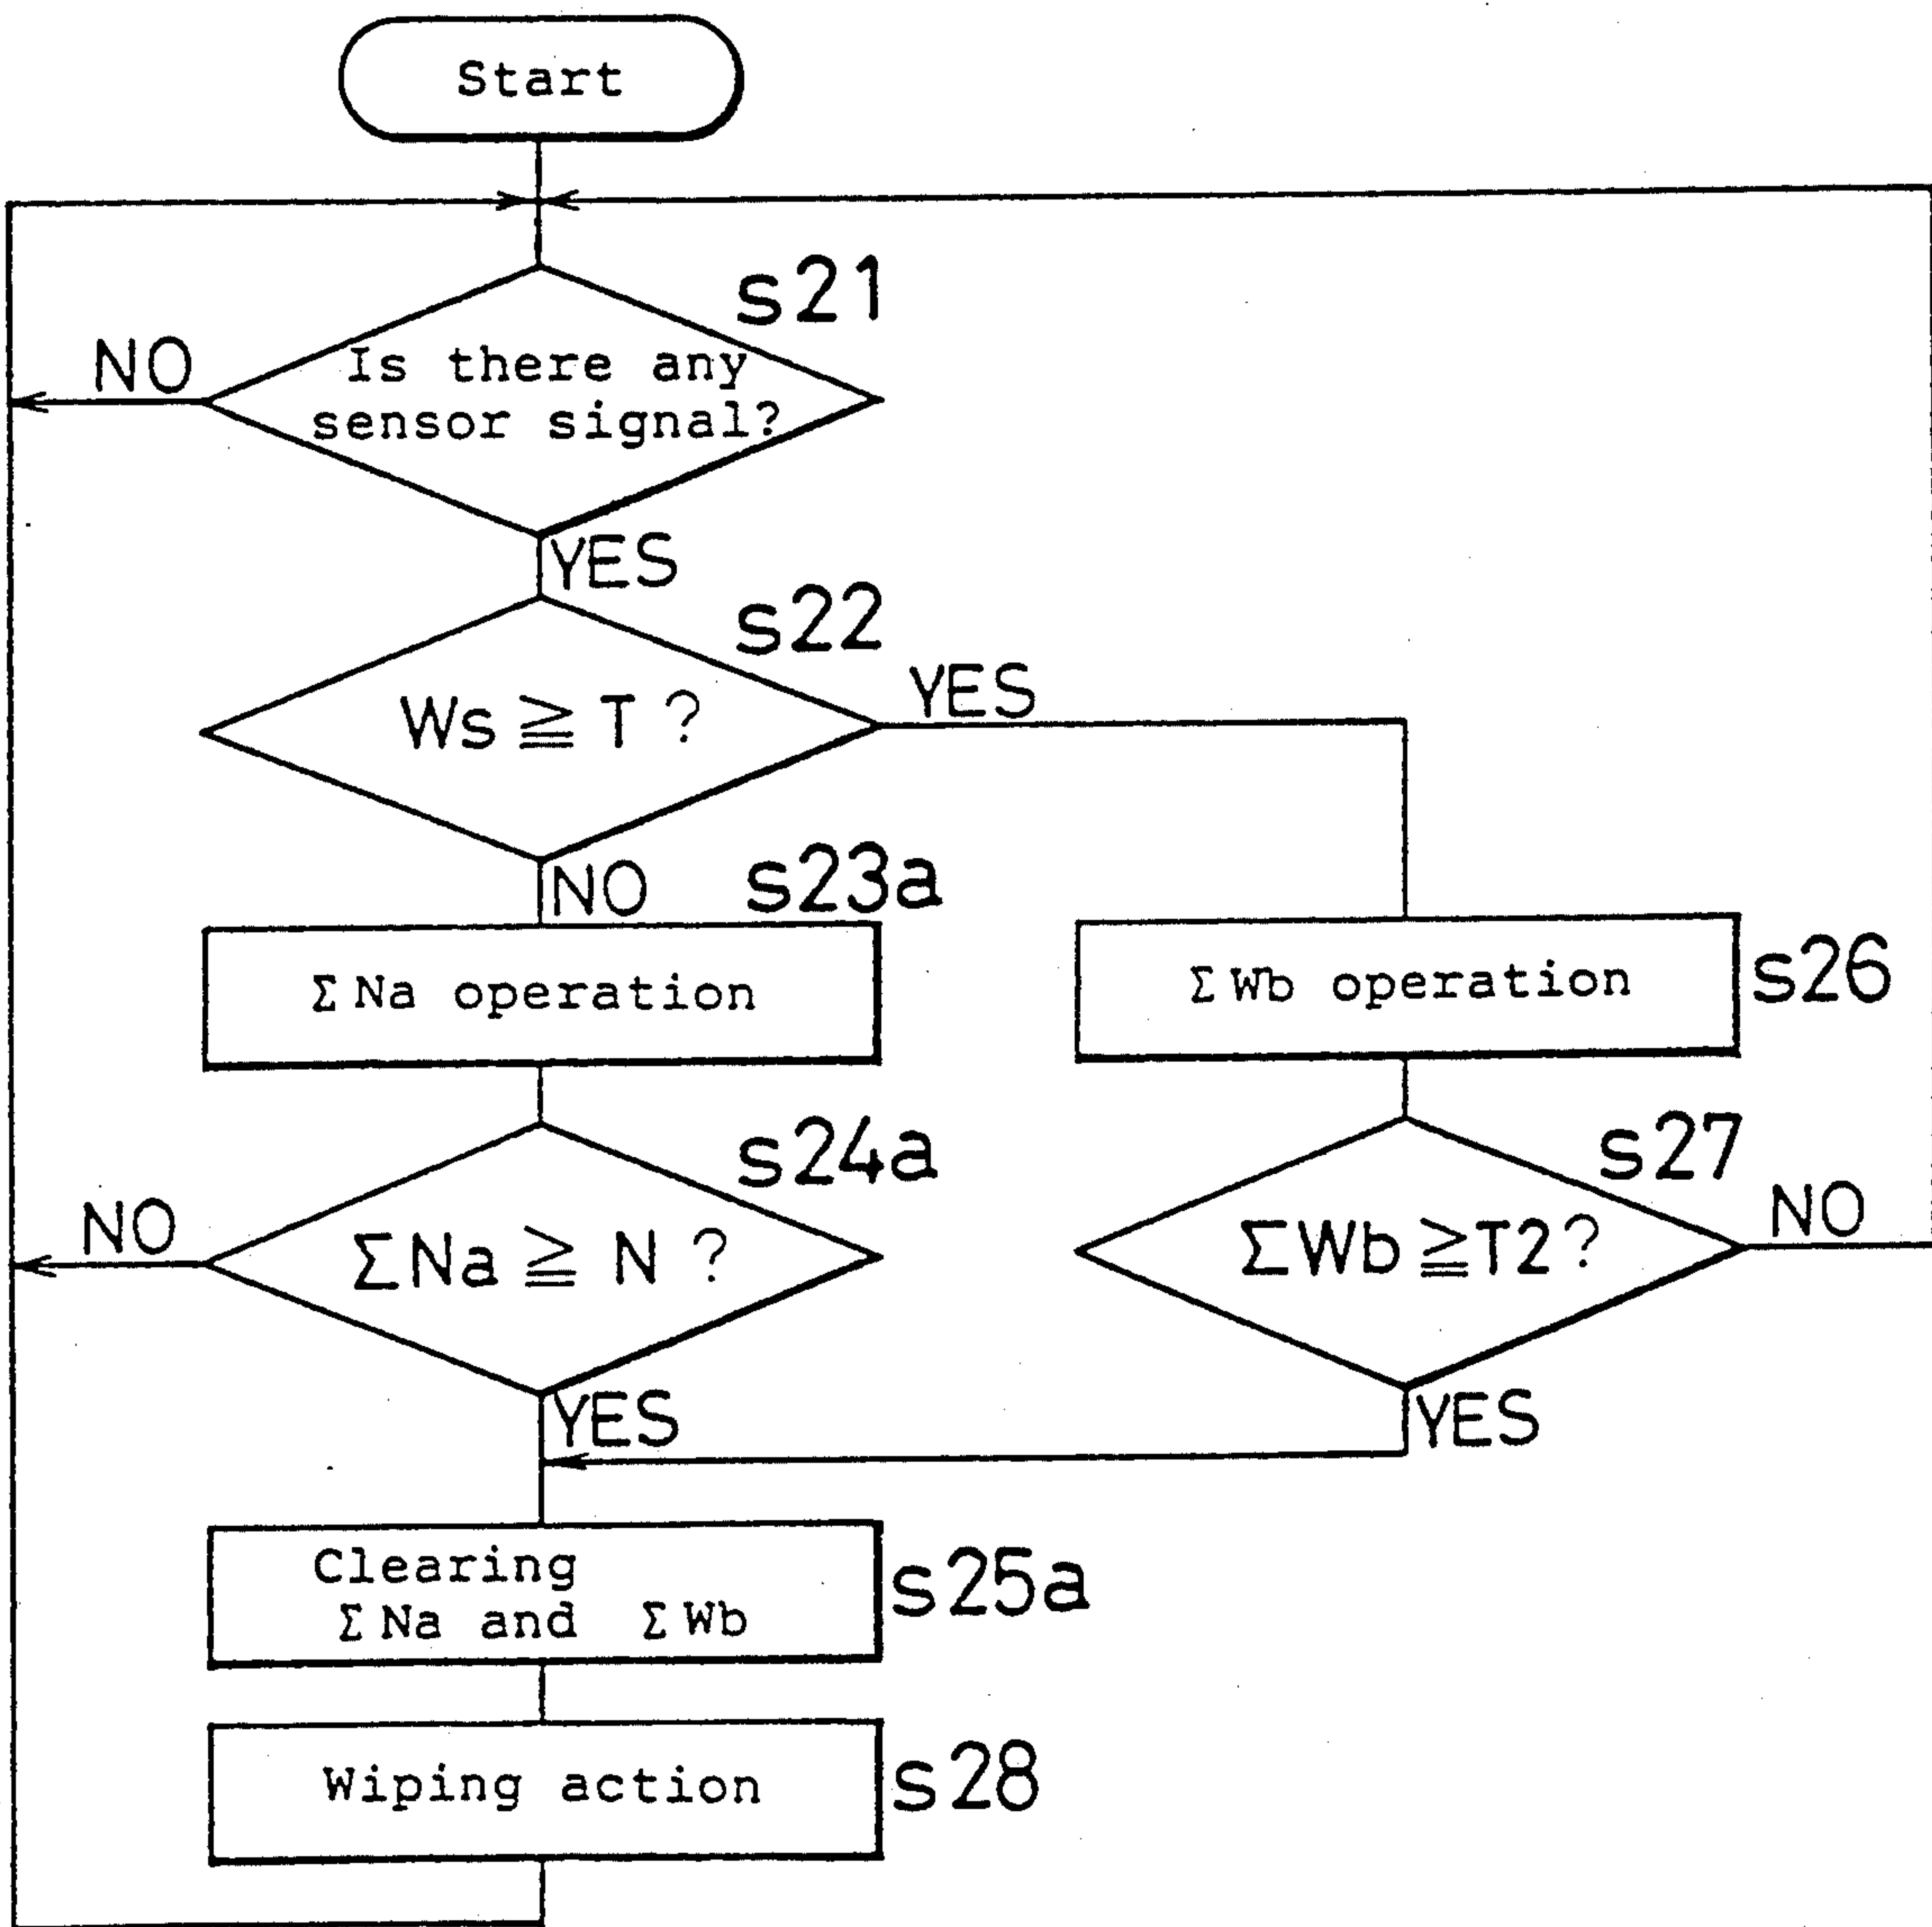 Start
s21
NO
Is there any
sensor signal?
YES
s22
Ws ≧ T ?
YES
NO
s23a
ΣNa operation
ΣWb operation
s26
s24a
NO
ΣNa ≧ N ?
YES
s27
ΣWb ≧T2?
NO
YES
Clearing
ΣNa and ΣWb
s25a
Wiping action
s28